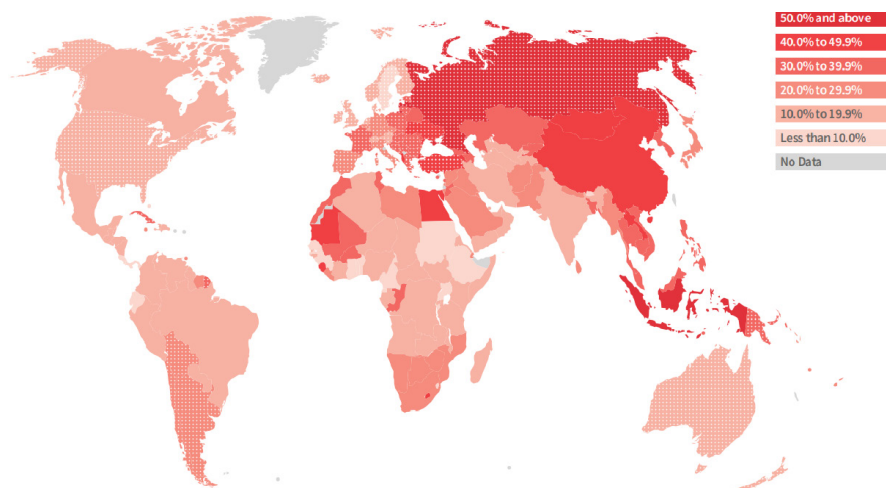 50.0% and above
40.0% to 49.9%
30.0% to 39.9%
20.0% to 29.9%
10.0% to 19.9%
Less than 10.0%
No Data